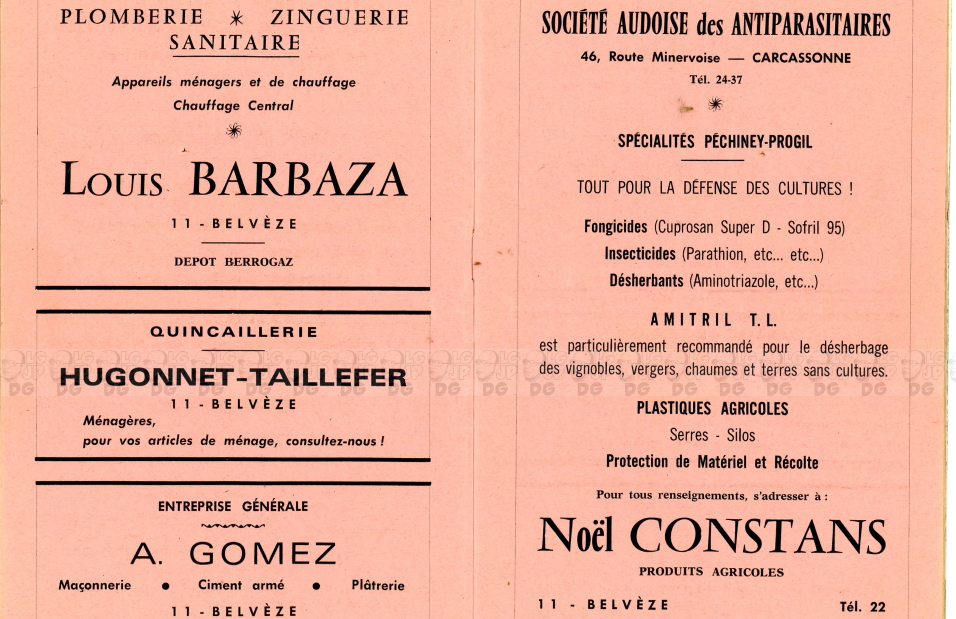 PLOMBERIE ZINGUERIE
SANITAIRE
Appareils ménagers et de chauffage
Chauffage Central
Louis BARBAZA
11 - BELVÈZE
DEPOT BERROGAZ
QUINCAILLERIE
HUGONNET-TAILLEFER
11 - BELVÈZE
Ménagères,
pour vos articles de ménage, consultez-nous !
ENTREPRISE GÉNÉRALE
A. GOMEZ
Maçonnerie ● Ciment armé ● Plâtrerie
11 - BELVÈZE
SOCIÉTÉ AUDOISE des ANTIPARASITAIRES
46, Route Minervoise — CARCASSONNE
Tél. 24-37
SPÉCIALITÉS PÉCHINEY-PROGIL
TOUT POUR LA DÉFENSE DES CULTURES !
Fongicides (Cuprosan Super D - Sofril 95)
Insecticides (Parathion, etc... etc...)
Désherbants (Aminotriazole, etc...)
AMITRIL T. L.
est particulièrement recommandé pour le désherbage
des vignobles, vergers, chaumes et terres sans cultures.
PLASTIQUES AGRICOLES
Serres - Silos
Protection de Matériel et Récolte
Pour tous renseignements, s'adresser à :
Noël CONSTANS
PRODUITS AGRICOLES
11 - BELVÈZE Tél. 22